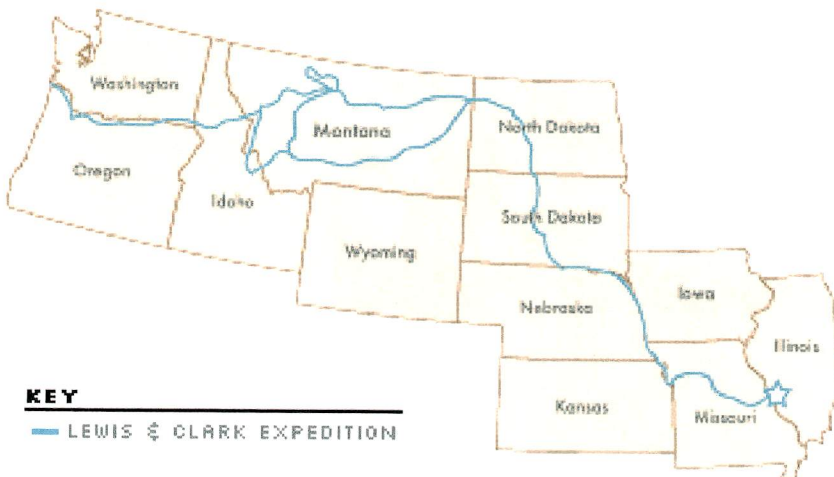 Washington
Montana
North Dakota
Oregon
Idaho
South Dakota
Wyoming
Iowa
Nebraska
Illinois
Kansas
Missouri
KEY
LEWIS & CLARK EXPEDITION